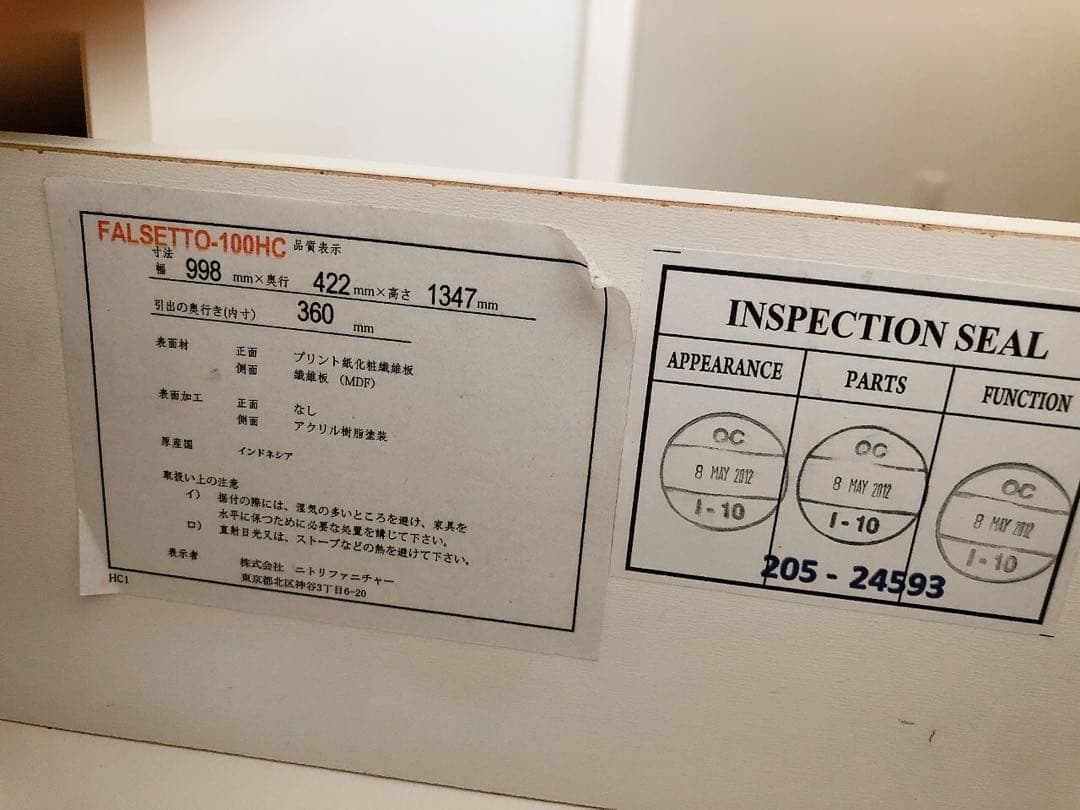 FALSETTO-100HC 品質表示
寸法
幅 998 mm×奥行 422 mm×高さ 1347 mm
引出の奥行き(内寸) 360 mm
表面材 正面 プリント紙化粧繊維板
側面 繊維板 (MDF)
表面加工 正面 なし
側面 アクリル樹脂塗装
原産国 インドネシア
取扱い上の注意
イ) 据付の際には、湿気の多いところを避け、家具を
水平に保つために必要な処置を講じて下さい。
ロ) 直射日光又は、ストーブなどの熱を避けて下さい。
表示者 株式会社 ニトリファニチャー
東京都北区神谷3丁目6-20
HC1
INSPECTION SEAL
APPEARANCE PARTS FUNCTION
QC QC QC
8 MAY 2012 8 MAY 2012 8 MAY 2012
I-10 I-10 I-10
205 - 24593